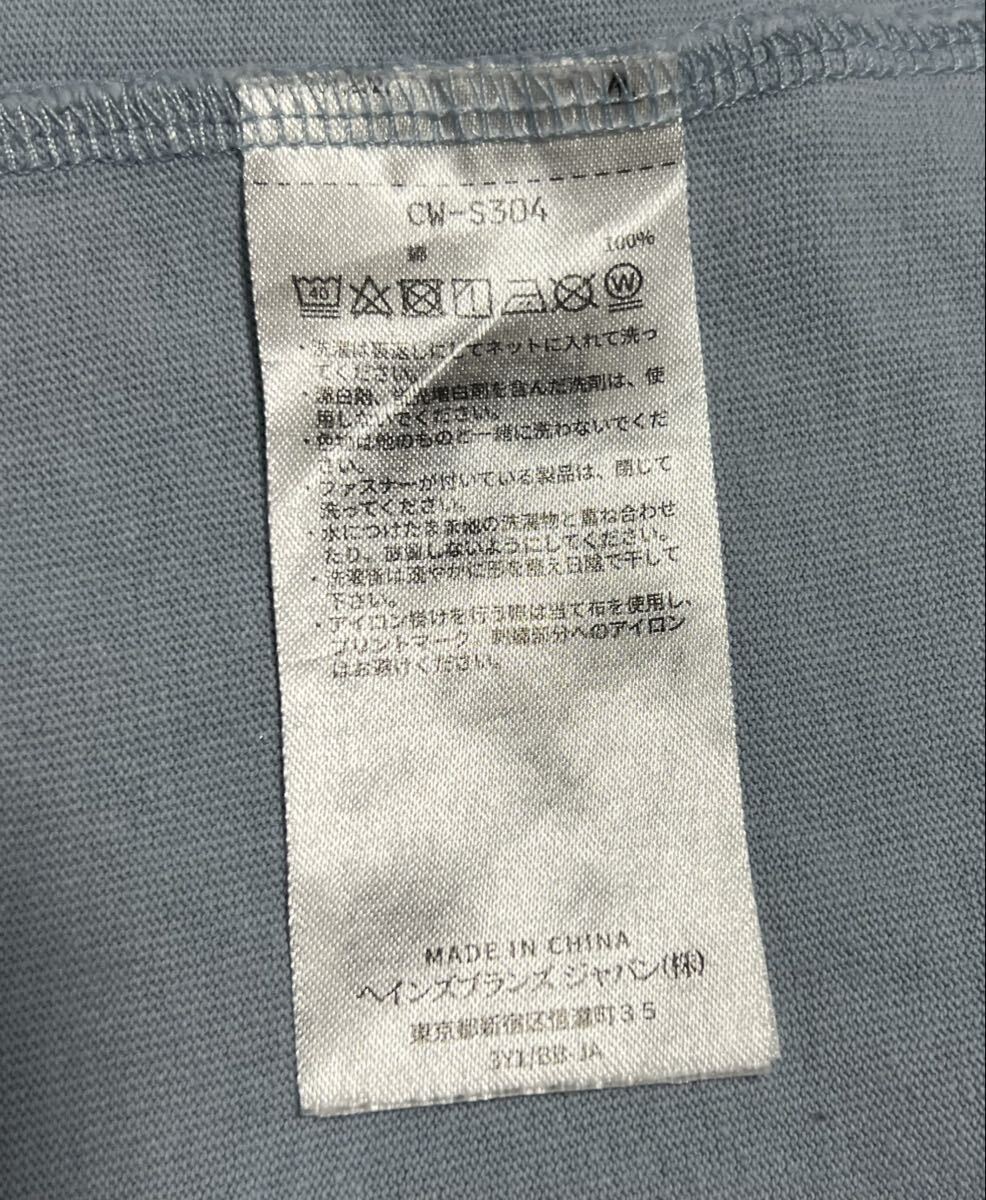 CW-S304
綿 100%
40 W
・洗濯は裏返しにしてネットに入れて洗っ
てください。
・漂白剤、蛍光増白剤を含んだ洗剤は、使
用しないでください。
・色物は他のものと一緒に洗わないでくだ
さい。
・ファスナーが付いている製品は、閉じて
洗ってください。
・水につけたまま他の洗濯物と重ね合わせ
たり、放置しないようにしてください。
・洗濯後は速やかに形を整え日陰で干して
下さい。
・アイロン掛けを行う際は当て布を使用し、
プリントマーク、刺繍部分へのアイロン
はお避けください。
MADE IN CHINA
ヘインズブランズ ジャパン(株)
東京都新宿区信濃町35